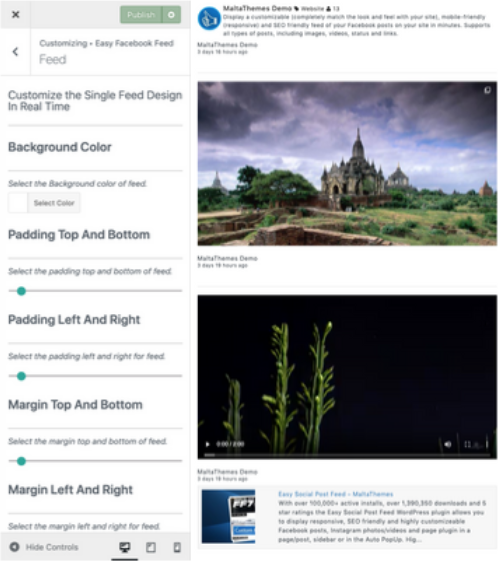 Publish
Customizing • Easy Facebook Feed
Feed
Customize the Single Feed Design
In Real Time
Background Color
Select the Background color of feed.
Select Color
Padding Top And Bottom
Select the padding top and bottom of feed.
Padding Left And Right
Select the padding left and right for feed.
Margin Top And Bottom
Select the margin top and bottom of feed.
Margin Left And Right
Select the margin left and right for feed.
Hide Controls
MaltaThemes Demo Website 13
Display a customizable (completely match the look and feel with your site), mobile-friendly
(responsive) and SEO friendly feed of your Facebook posts on your site in minutes. Supports
all types of posts, including images, videos, status and links.
MaltaThemes Demo
3 days 18 hours ago
MaltaThemes Demo
3 days 18 hours ago
0:00 / 2:00
MaltaThemes Demo
3 days 18 hours ago
Easy Social Post Feed - MaltaThemes
With over 100,000+ active installs, over 1,390,350 downloads and 5
star ratings the Easy Social Post Feed WordPress plugin allows you
to display responsive, SEO friendly and highly customizeable
Facebook posts, Instagram photos/videos and page plugin in a
page/post, sidebar or in the Auto PopUp. Hig...